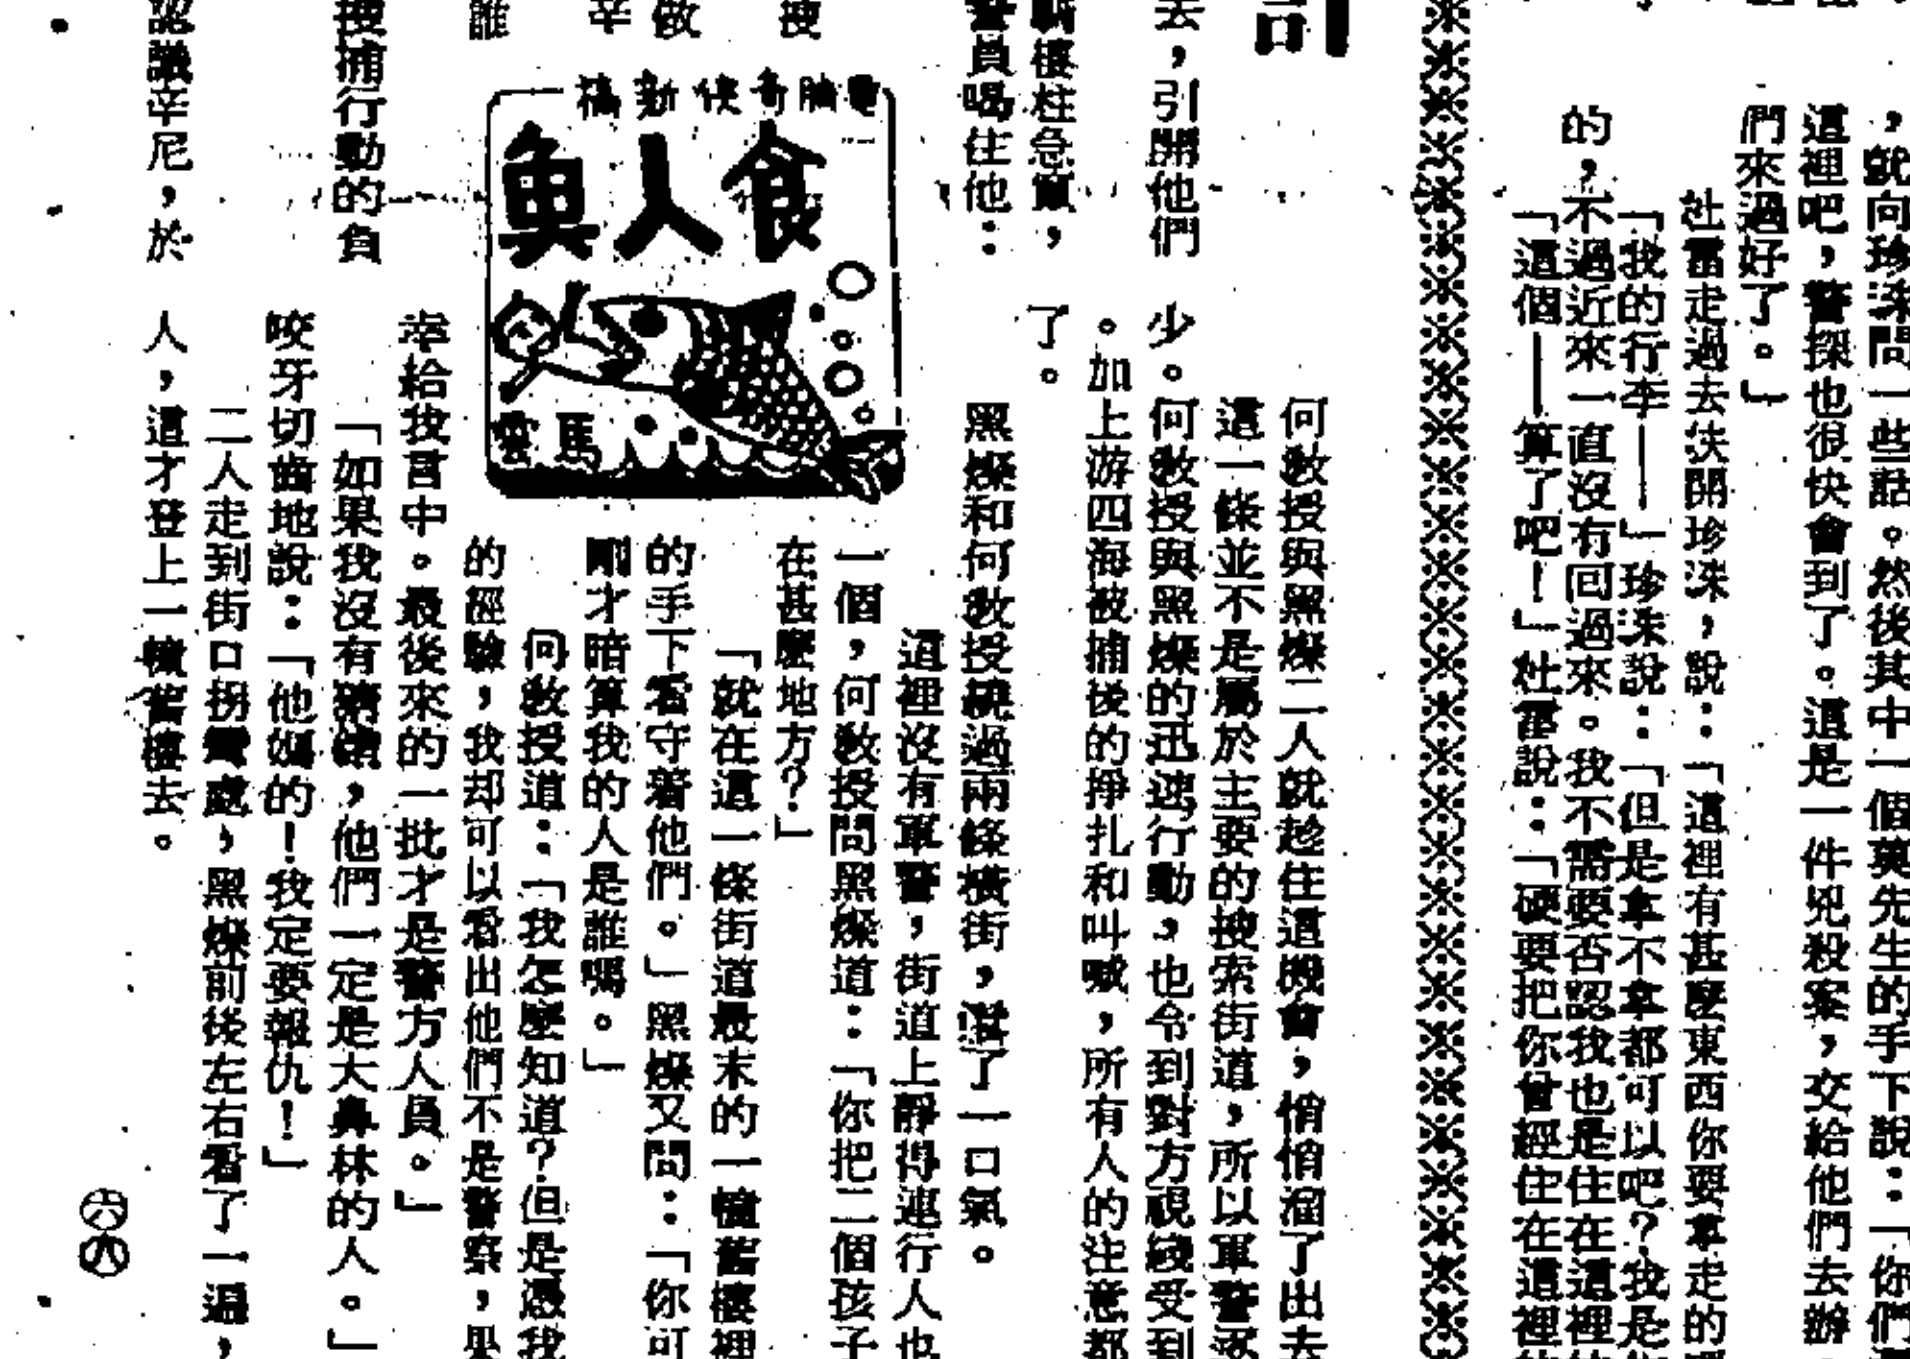 ，就向珍珠問一些話。然後其中一個莫先生的手下說：「你們
這裡吧，警探也很快會到了。這是一件兇殺案，交給他們去辦
們來過好了。」
杜雷走過去扶開珍珠，說：「這裡有甚麼東西你要拿走的
「我的行李——」珍珠說：「但是拿不拿都可以吧？我是
的，不過近來一直沒有回過來。我不需要否認我也是住在這裡
「這個——算了吧！」杜雷說：「硬要把你曾經住在這裡
去，引開他們
樓柱急竄，
警員喝住他：
何教授與黑燦二人就趁住這機會，悄悄溜了出去
這一條並不是屬於主要的搜索街道，所以軍警
少。何教授與黑燦的迅速行動，也令到對方視綫受到
。加上游四海被捕後的掙扎和叫喊，所有人的注意都
了。
黑燦和何教授繞過兩條橫街，了一口氣。
這裡沒有軍警，街道上靜得連行人也
一個，何教授問黑燦道：「你把二個孩子
在甚麼地方？」
「就在這一條街道最末的一幢舊樓裡
的手下看守着他們。」黑燦又問：「你可
剛才暗算我的人是誰嗎。」
何教授道：「我怎麼知道？但是憑我
的經驗，我却可以看出他們不是警察，果
電腦奇俠新編
食人魚
馬雲
搜
做
辛
誰
搜捕行動的負
認識辛尼，於
幸給我言中。最後來的一批才是警方人員。」
「如果我沒有猜錯，他們一定是大鼻林的人。」
咬牙切齒地說：「他媽的！我定要報仇！」
二人走到街口拐彎處，黑燦前後左右看了一遍，
人，這才登上一幢舊樓去。
六八